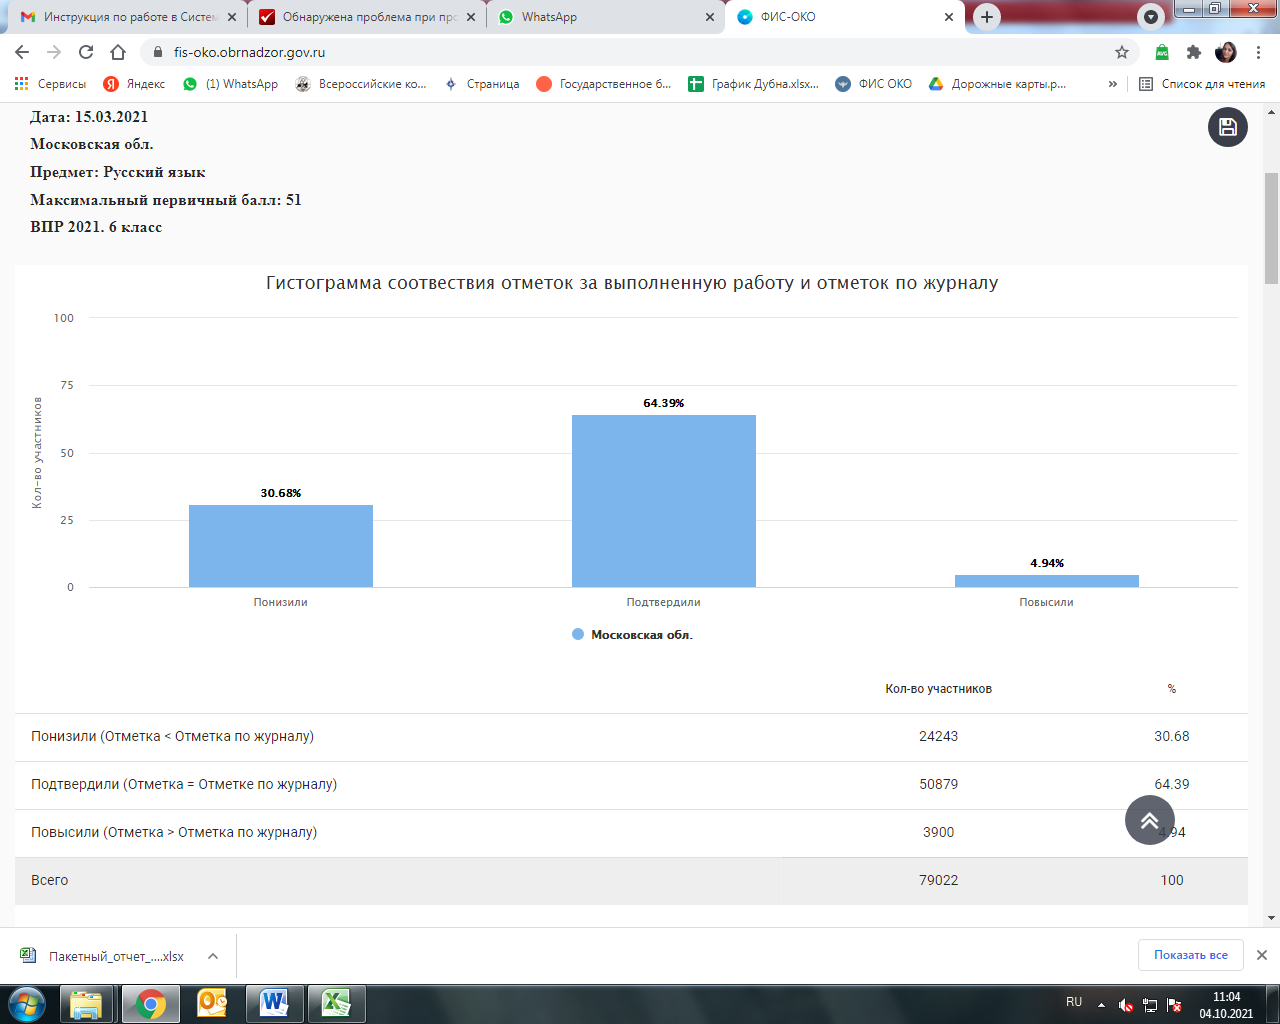 Инструкция по работе в Систем
Обнаружена проблема при про
WhatsApp
ФИС-ОКО
fis-oko.obrnadzor.gov.ru
AVG
Сервисы
Яндекс
(1) WhatsApp
Всероссийские ко...
Страница
Государственное б...
График Дубна.xlsx...
ФИС ОКО
Дорожные карты.р...
»
Список для чтения
Дата: 15.03.2021
Московская обл.
Предмет: Русский язык
Максимальный первичный балл: 51
ВПР 2021. 6 класс
Гистограмма соотвествия отметок за выполненную работу и отметок по журналу
Кол-во участников
100
75
50
25
0
30.68%
64.39%
4.94%
Понизили
Подтвердили
Повысили
Московская обл.
Кол-во участников %
Понизили (Отметка < Отметка по журналу) 24243 30.68
Подтвердили (Отметка = Отметке по журналу) 50879 64.39
Повысили (Отметка > Отметка по журналу) 3900 4.94
Всего 79022 100
Пакетный_отчет_....xlsx
Показать все
RU
11:04
04.10.2021